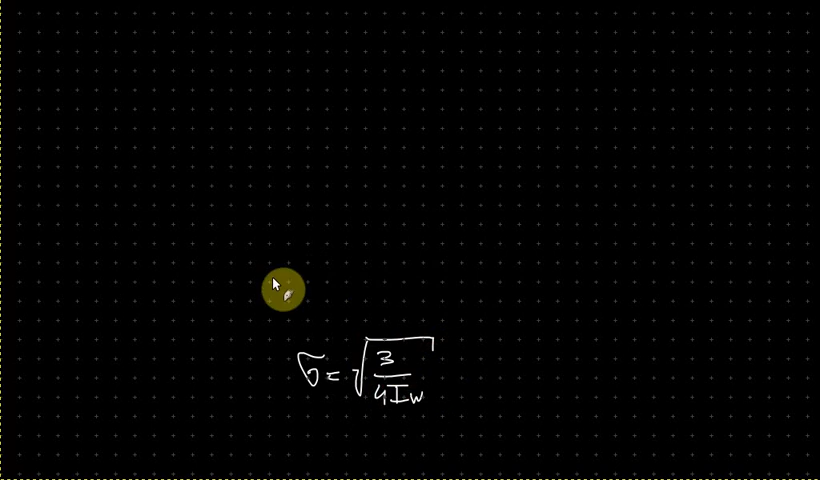 σ = √(3/(4Iw))